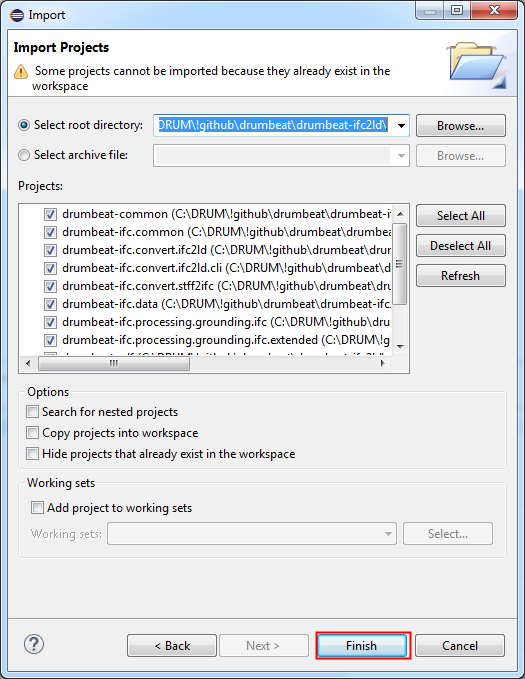 Import
Import Projects
Some projects cannot be imported because they already exist in the
workspace
Select root directory:
DRUM\!github\drumbeat\drumbeat-ifc2ld\
Browse...
Select archive file:
Browse...
Projects:
drumbeat-common (C:\DRUM\!github\drumbeat\drumbeat-i
drumbeat-ifc.common (C:\DRUM\!github\drumbeat\drumbea
drumbeat-ifc.convert.ifc2ld (C:\DRUM\!github\drumbeat\dr
drumbeat-ifc.convert.ifc2ld.cli (C:\DRUM\!github\drumbeat
drumbeat-ifc.convert.stff2ifc (C:\DRUM\!github\drumbeat\d
drumbeat-ifc.data (C:\DRUM\!github\drumbeat\drumbeat-ifc
drumbeat-ifc.processing.grounding.ifc (C:\DRUM\!github\dru
drumbeat-ifc.processing.grounding.ifc.extended (C:\DRUM\!g
Select All
Deselect All
Refresh
Options
Search for nested projects
Copy projects into workspace
Hide projects that already exist in the workspace
Working sets
Add project to working sets
Working sets:
Select...
?
< Back
Next >
Finish
Cancel